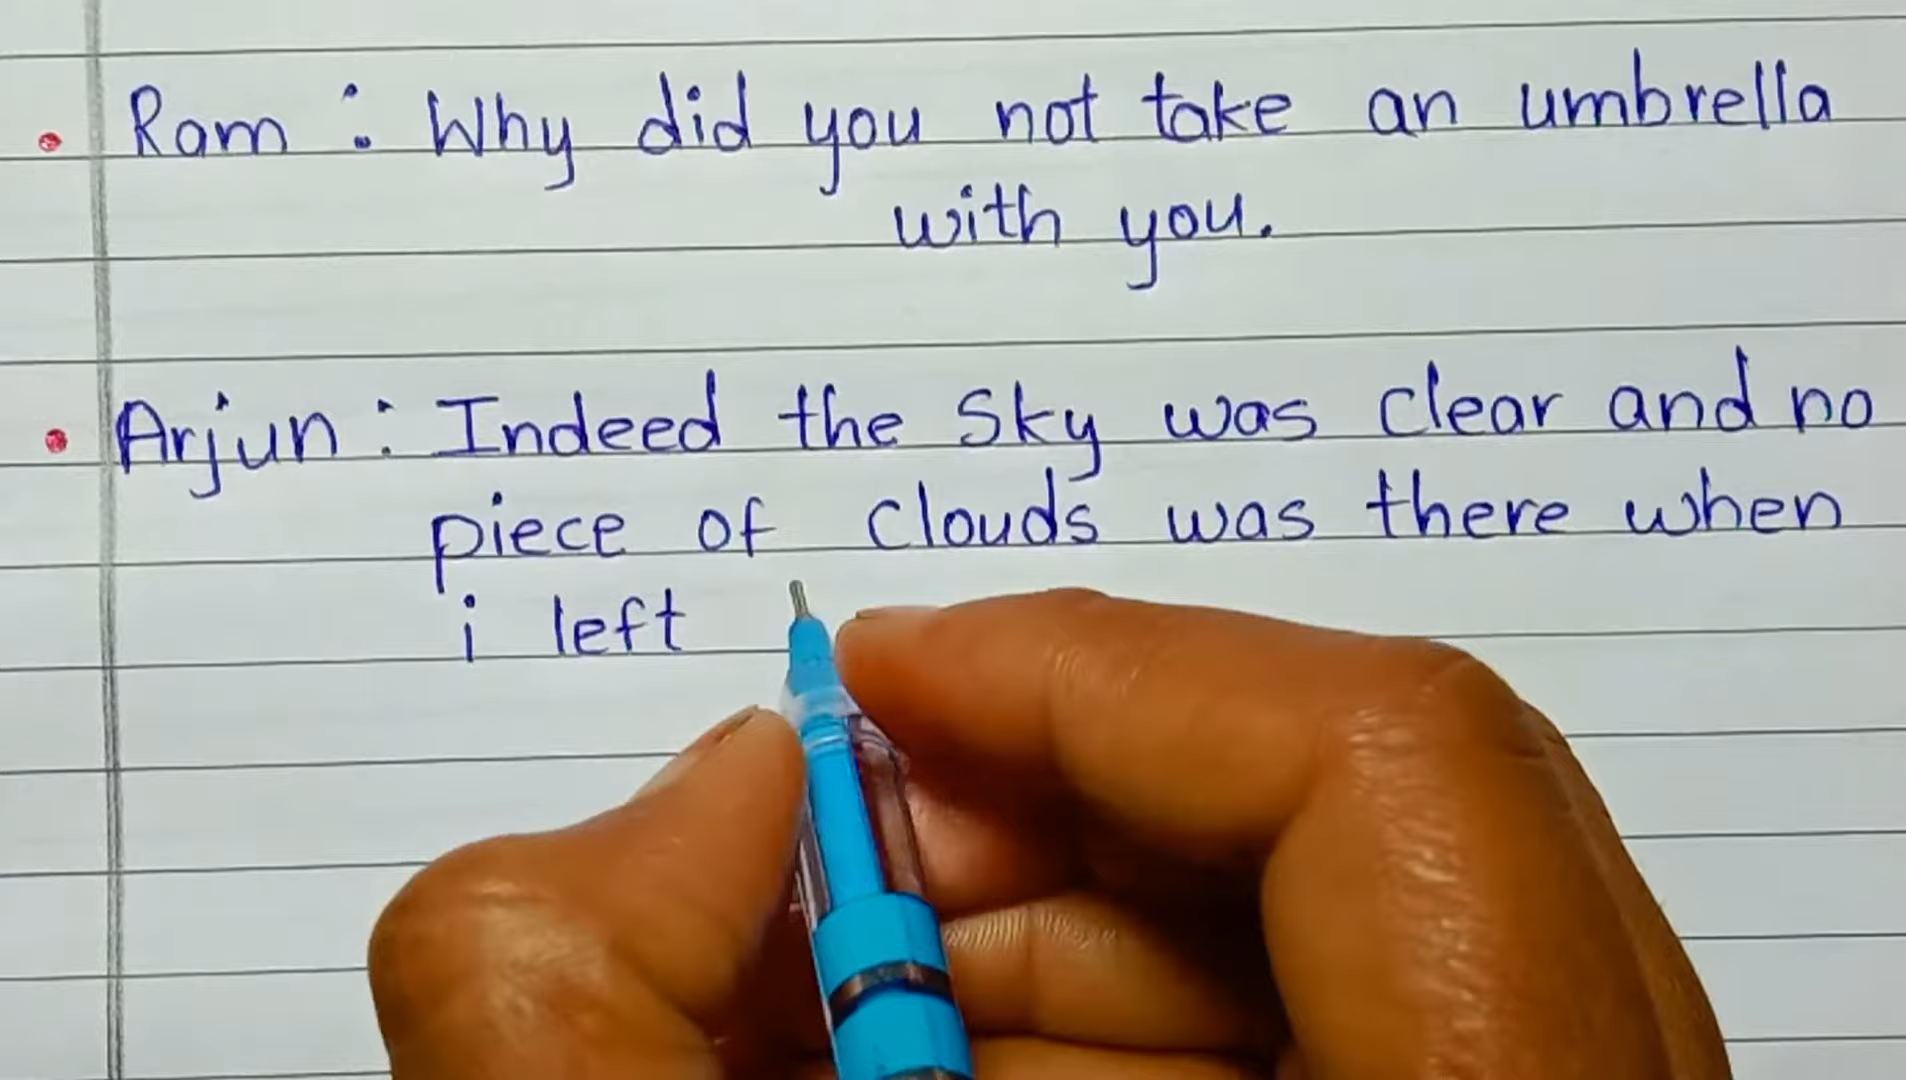 Ram : Why did you not take an umbrella
with you.
Arjun : Indeed the Sky was clear and no
piece of clouds was there when
i left